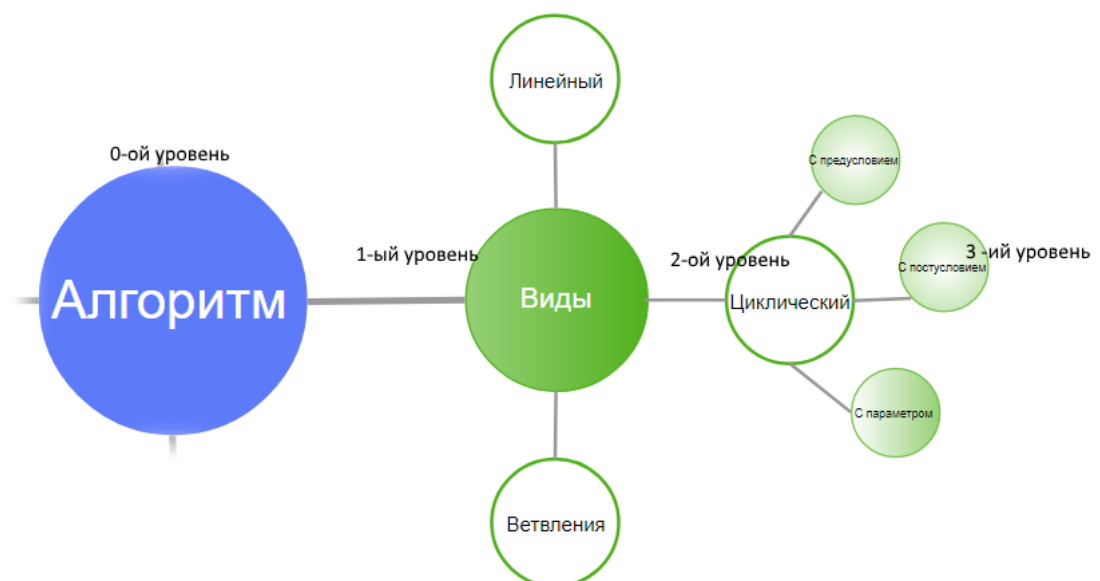 Линейный
0-ой уровень
С предусловием
1-ый уровень
2-ой уровень
3 -ий уровень
С постусловием
Алгоритм
Виды
Циклический
С параметром
Ветвления